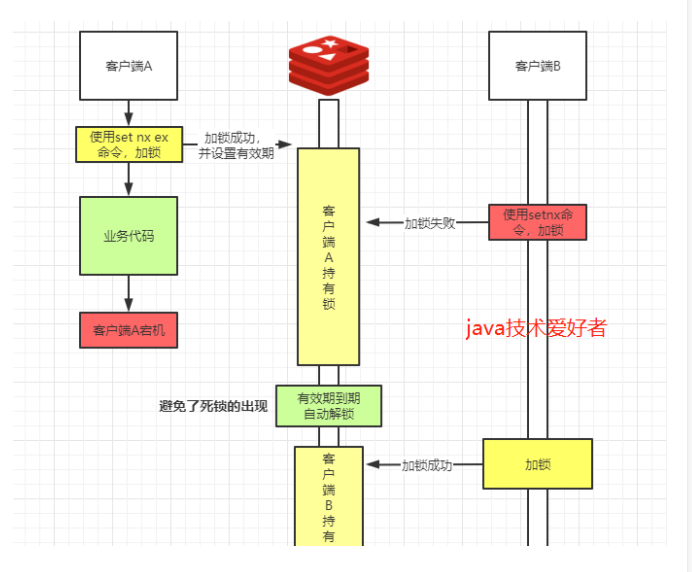 客户端A
客户端B
使用set nx ex
命令，加锁
加锁成功，
并设置有效期
业务代码
客户端A宕机
客
户
端
A
持
有
锁
加锁失败
使用setnx命
令，加锁
java技术爱好者
避免了死锁的出现
有效期到期
自动解锁
客
户
端
B
持
有
加锁成功
加锁